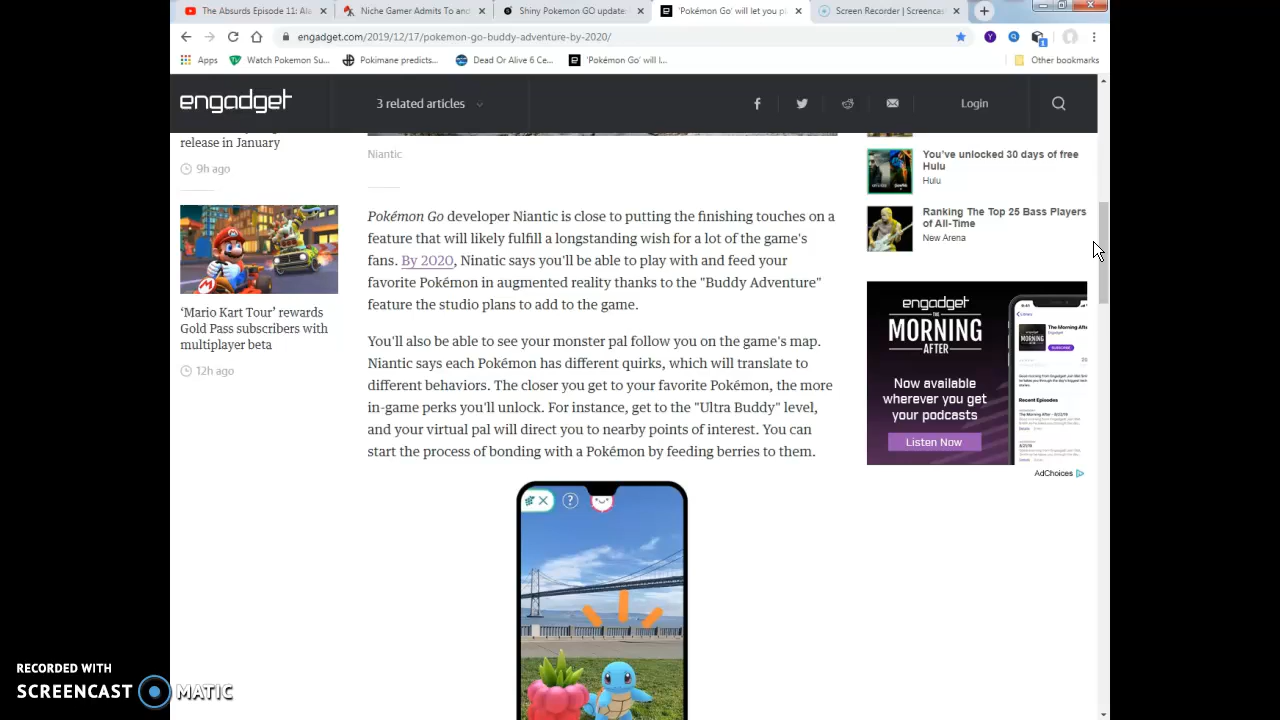 The Absurds Episode 11: Al
Niche Gamer Admits To and
Shiny Pokemon GO update
'Pokémon Go' will let you pl
Screen Recorder | Screencas
engadget.com/2019/12/17/pokemon-go-buddy-adventure-by-2020/
Apps
Watch Pokemon Su...
Pokimane predicts...
Dead Or Alive 6 Ce...
'Pokémon Go' will l...
Other bookmarks
engadget
3 related articles
Login
release in January
9h ago
‘Mario Kart Tour’ rewards
Gold Pass subscribers with
multiplayer beta
12h ago
Niantic
Pokémon Go developer Niantic is close to putting the finishing touches on a
feature that will likely fulfill a longstanding wish for a lot of the game's
fans. By 2020, Ninatic says you'll be able to play with and feed your
favorite Pokémon in augmented reality thanks to the "Buddy Adventure"
feature the studio plans to add to the game.
You'll also be able to see your monster pal follow you on the game's map.
Niantic says each Pokémon has different quirks, which will translate to
different behaviors. The closer you get to your favorite Pokémon, the more
in-game perks you'll unlock. For instance, get to the "Ultra Buddy" level,
and your virtual pal will direct you to nearby points of interest. You can
start the process of bonding with a Pokémon by feeding berries to them.
You've unlocked 30 days of free
Hulu
Hulu
Ranking The Top 25 Bass Players
of All-Time
New Arena
engadget
THE
MORNING
AFTER
Now available
wherever you get
your podcasts
Listen Now
The Morning Afte
Recent Episodes
AdChoices
RECORDED WITH
SCREENCAST MATIC